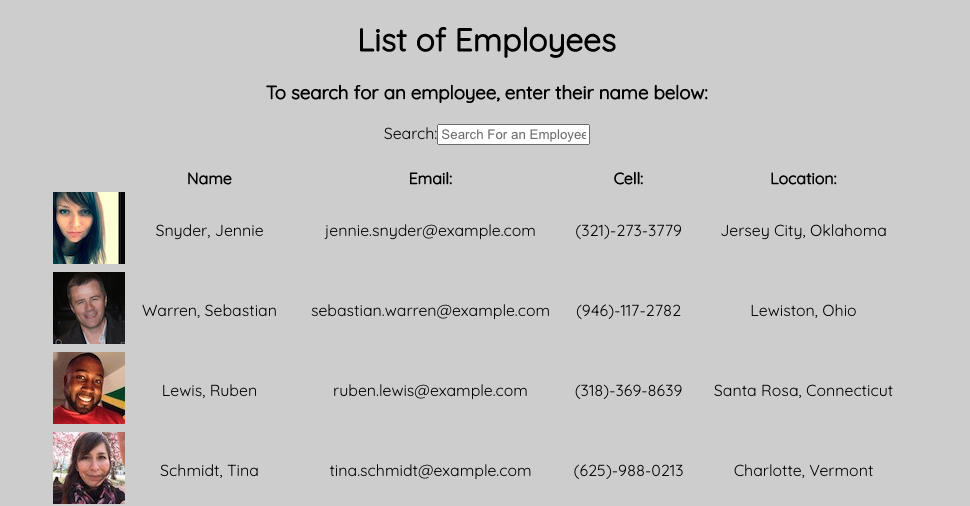 List of Employees
To search for an employee, enter their name below:
Search: Search For an Employee
Name Email: Cell: Location:
Snyder, Jennie jennie.snyder@example.com (321)-273-3779 Jersey City, Oklahoma
Warren, Sebastian sebastian.warren@example.com (946)-117-2782 Lewiston, Ohio
Lewis, Ruben ruben.lewis@example.com (318)-369-8639 Santa Rosa, Connecticut
Schmidt, Tina tina.schmidt@example.com (625)-988-0213 Charlotte, Vermont